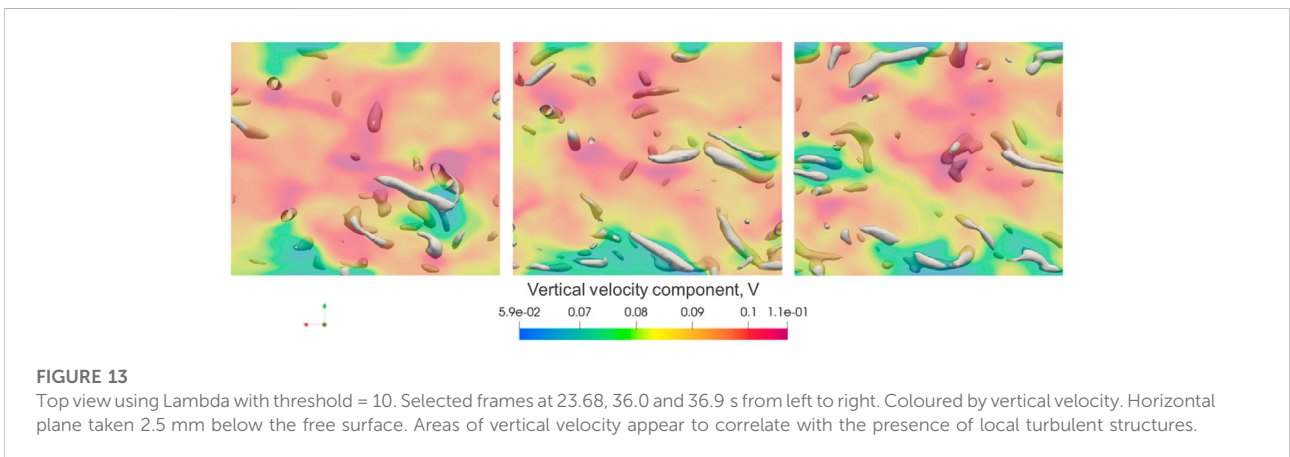 Vertical velocity component, V
5.9e-02 0.07 0.08 0.09 0.1 1.1e-01
FIGURE 13
Top view using Lambda with threshold = 10. Selected frames at 23.68, 36.0 and 36.9 s from left to right. Coloured by vertical velocity. Horizontal
plane taken 2.5 mm below the free surface. Areas of vertical velocity appear to correlate with the presence of local turbulent structures.